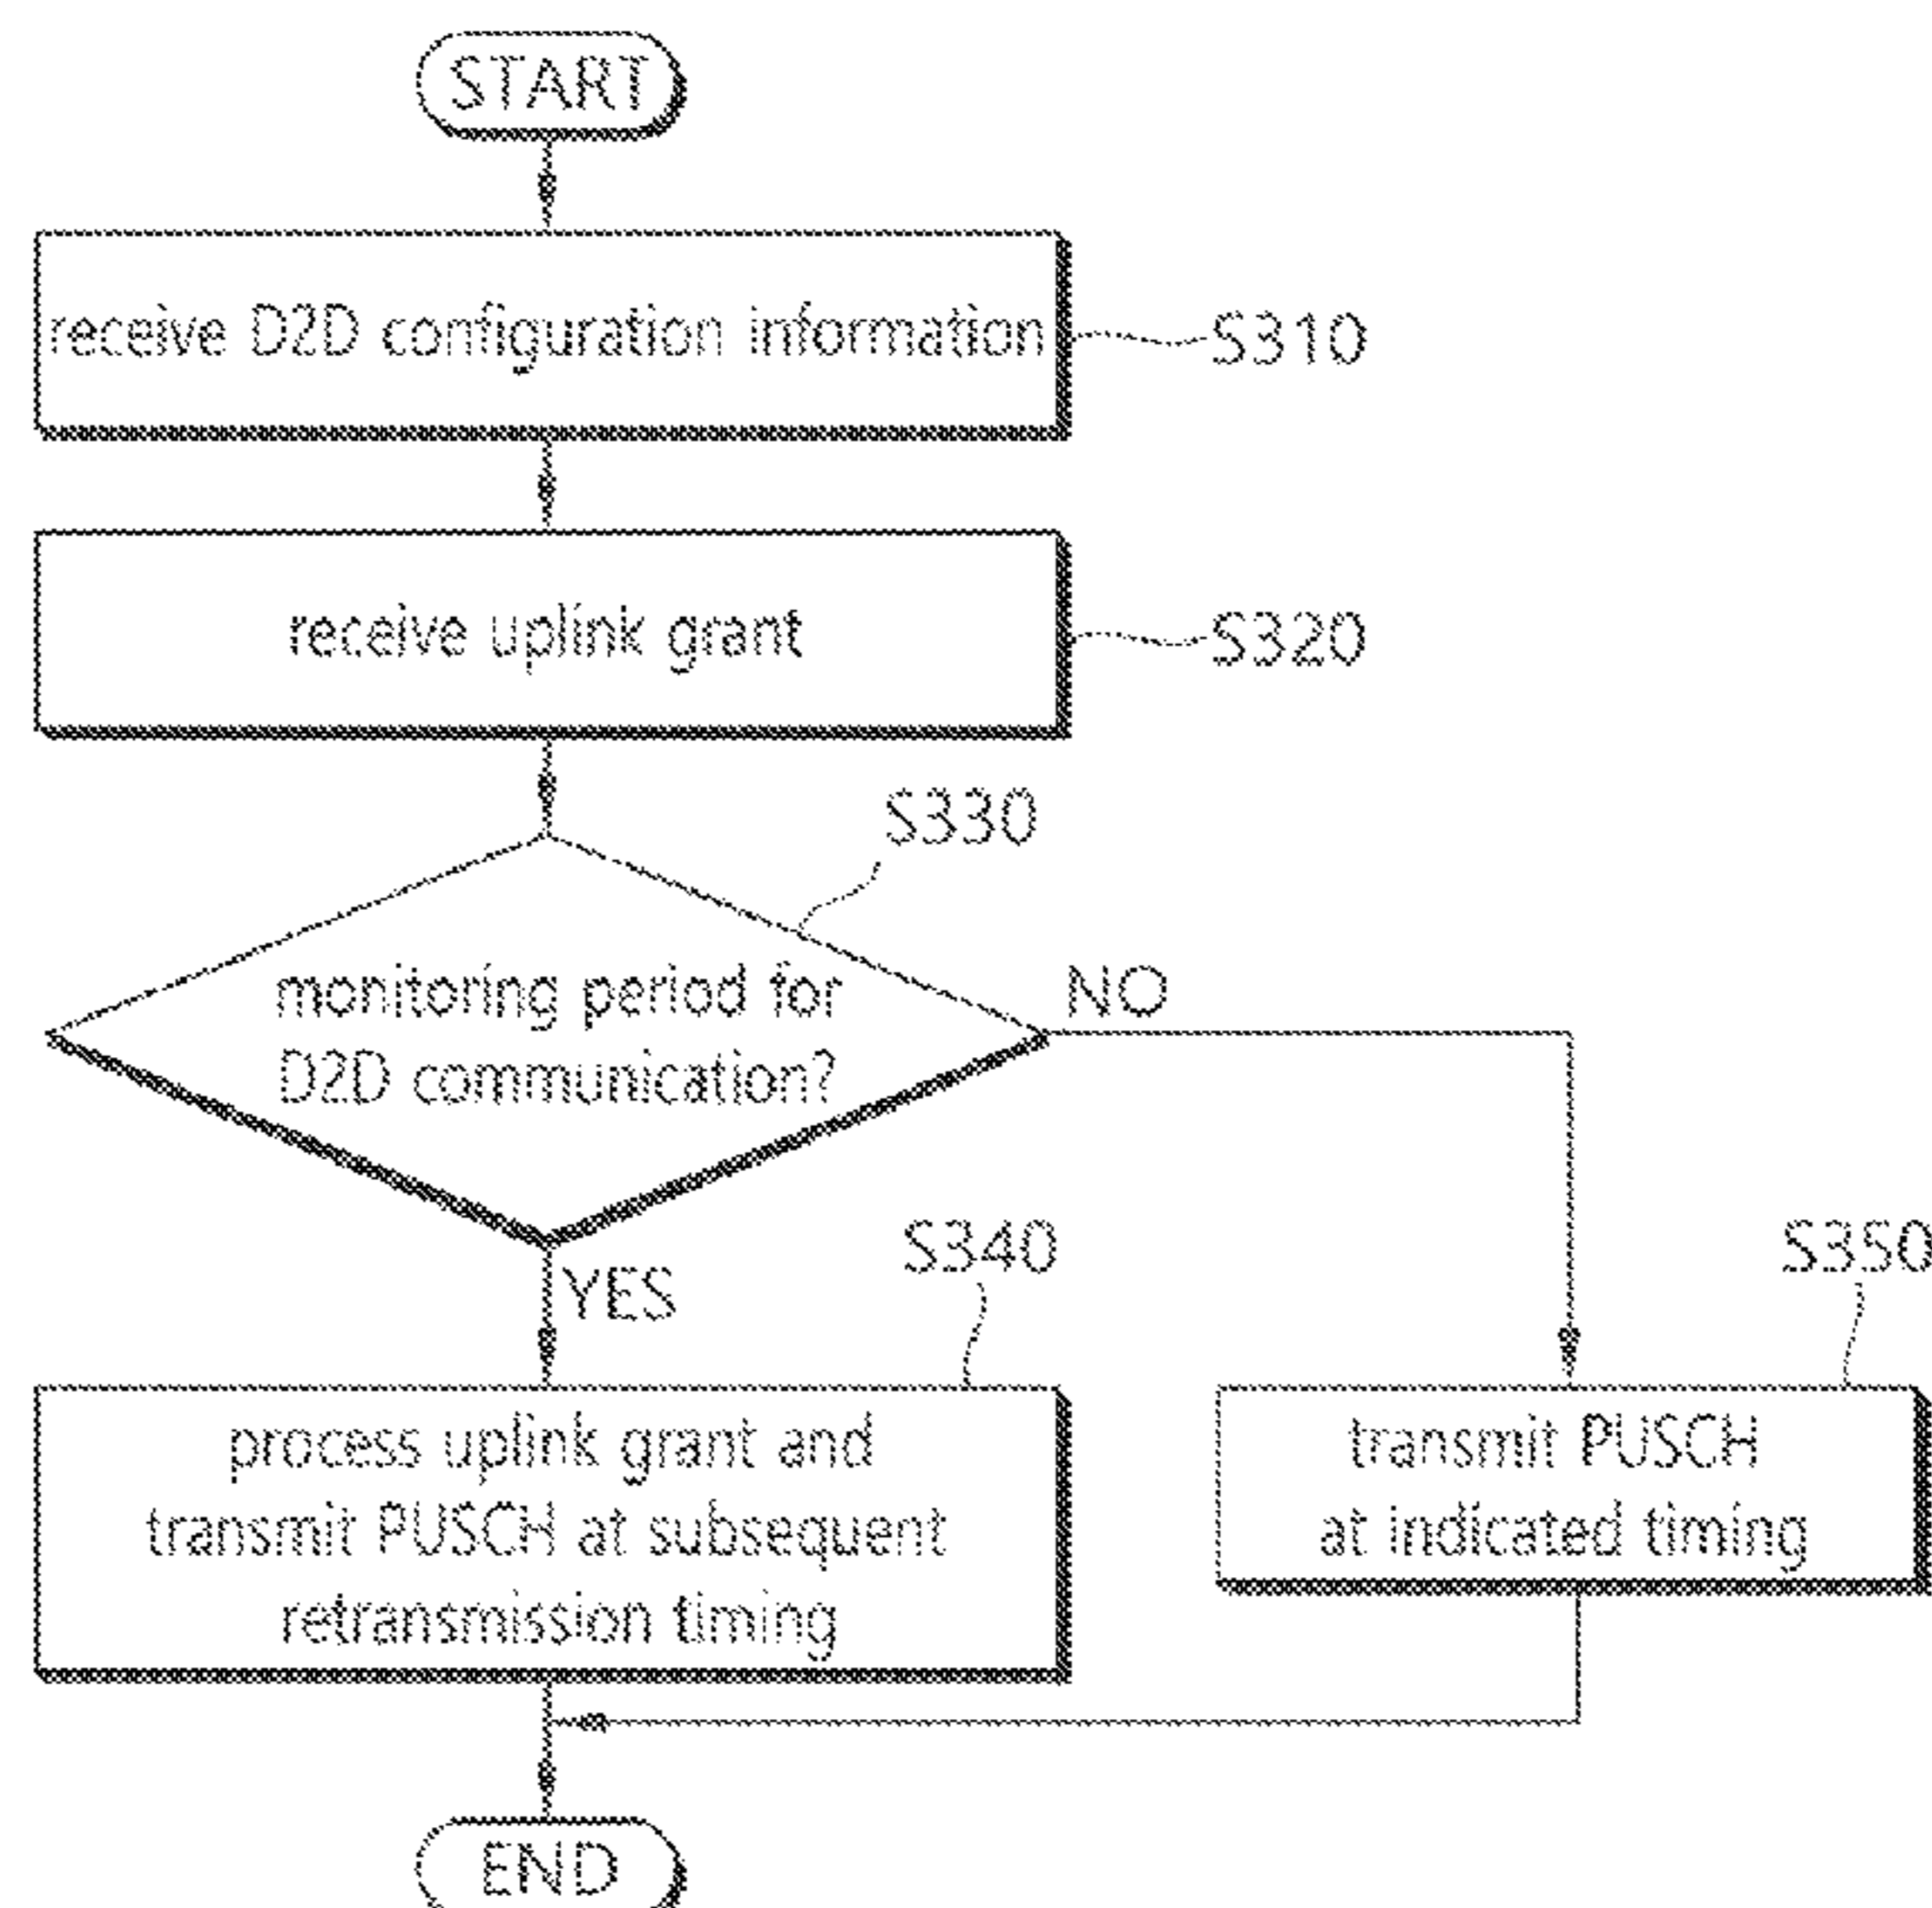 START
receive D2D configuration information
S310
receive uplink grant
S320
S330
monitoring period for
D2D communication?
NO
YES
S340
S350
process uplink grant and
transmit PUSCH at subsequent
retransmission timing
transmit PUSCH
at indicated timing
END